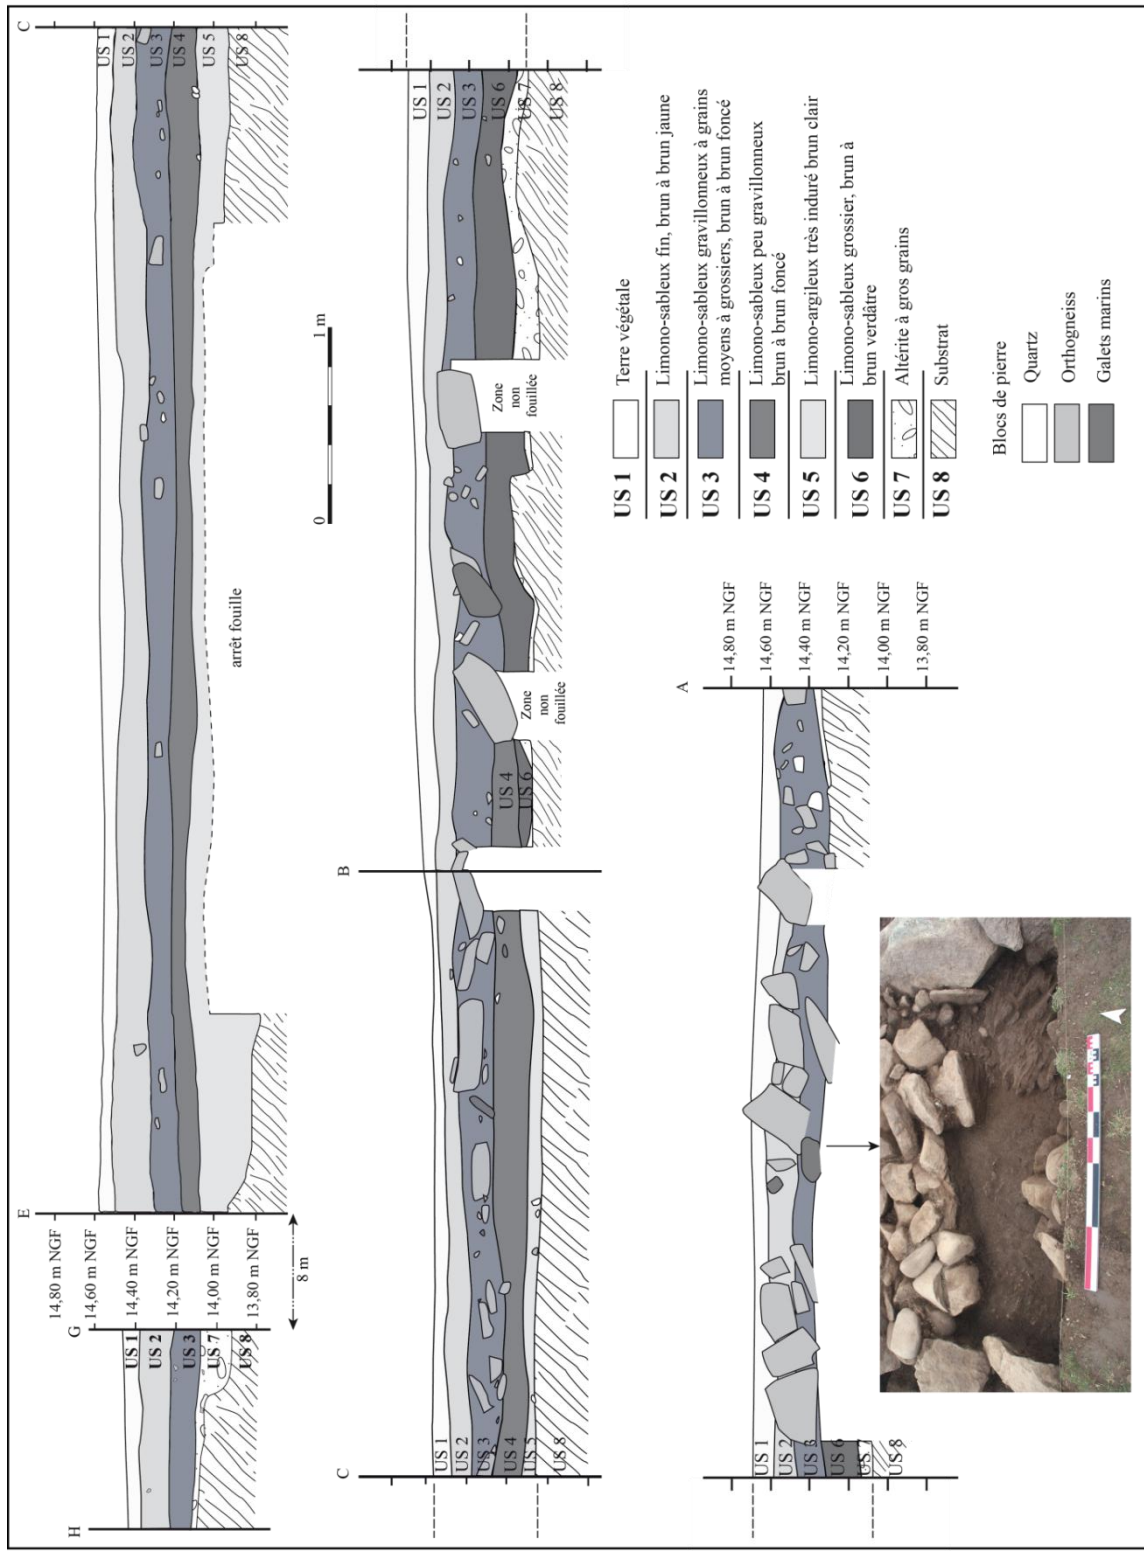 H
G
E
C
US 1
US 2
US 3
US 7
US 8
14,80 m NGF
14,60 m NGF
14,40 m NGF
14,20 m NGF
14,00 m NGF
13,80 m NGF
8 m
arrêt fouille
US 1
US 2
US 3
US 4
US 5
US 8
0
1 m
C
B
US 1
US 2
US 3
US 4
US 5
US 8
US 4
US 6
Zone
non
fouillée
Zone
non
fouillée
US 1
US 2
US 3
US 6
US 7
US 8
A
US 1
US 2
US 3
US 6
US 7
US 8
14,80 m NGF
14,60 m NGF
14,40 m NGF
14,20 m NGF
14,00 m NGF
13,80 m NGF
US 1 Terre végétale
US 2 Limono-sableux fin, brun à brun jaune
US 3 Limono-sableux gravillonneux à grains
moyens à grossiers, brun à brun foncé
US 4 Limono-sableux peu gravillonneux
brun à brun foncé
US 5 Limono-argileux très induré brun clair
US 6 Limono-sableux grossier, brun à
brun verdâtre
US 7 Altérite à gros grains
US 8 Substrat
Blocs de pierre
Quartz
Orthogneiss
Galets marins